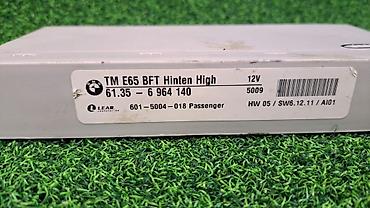 TM E65 BFT Hinten High 12V
61.35 - 6 964 140 5009
LEAR 601-5004-018 Passenger HW 05 / SW6.12.11 / AI01